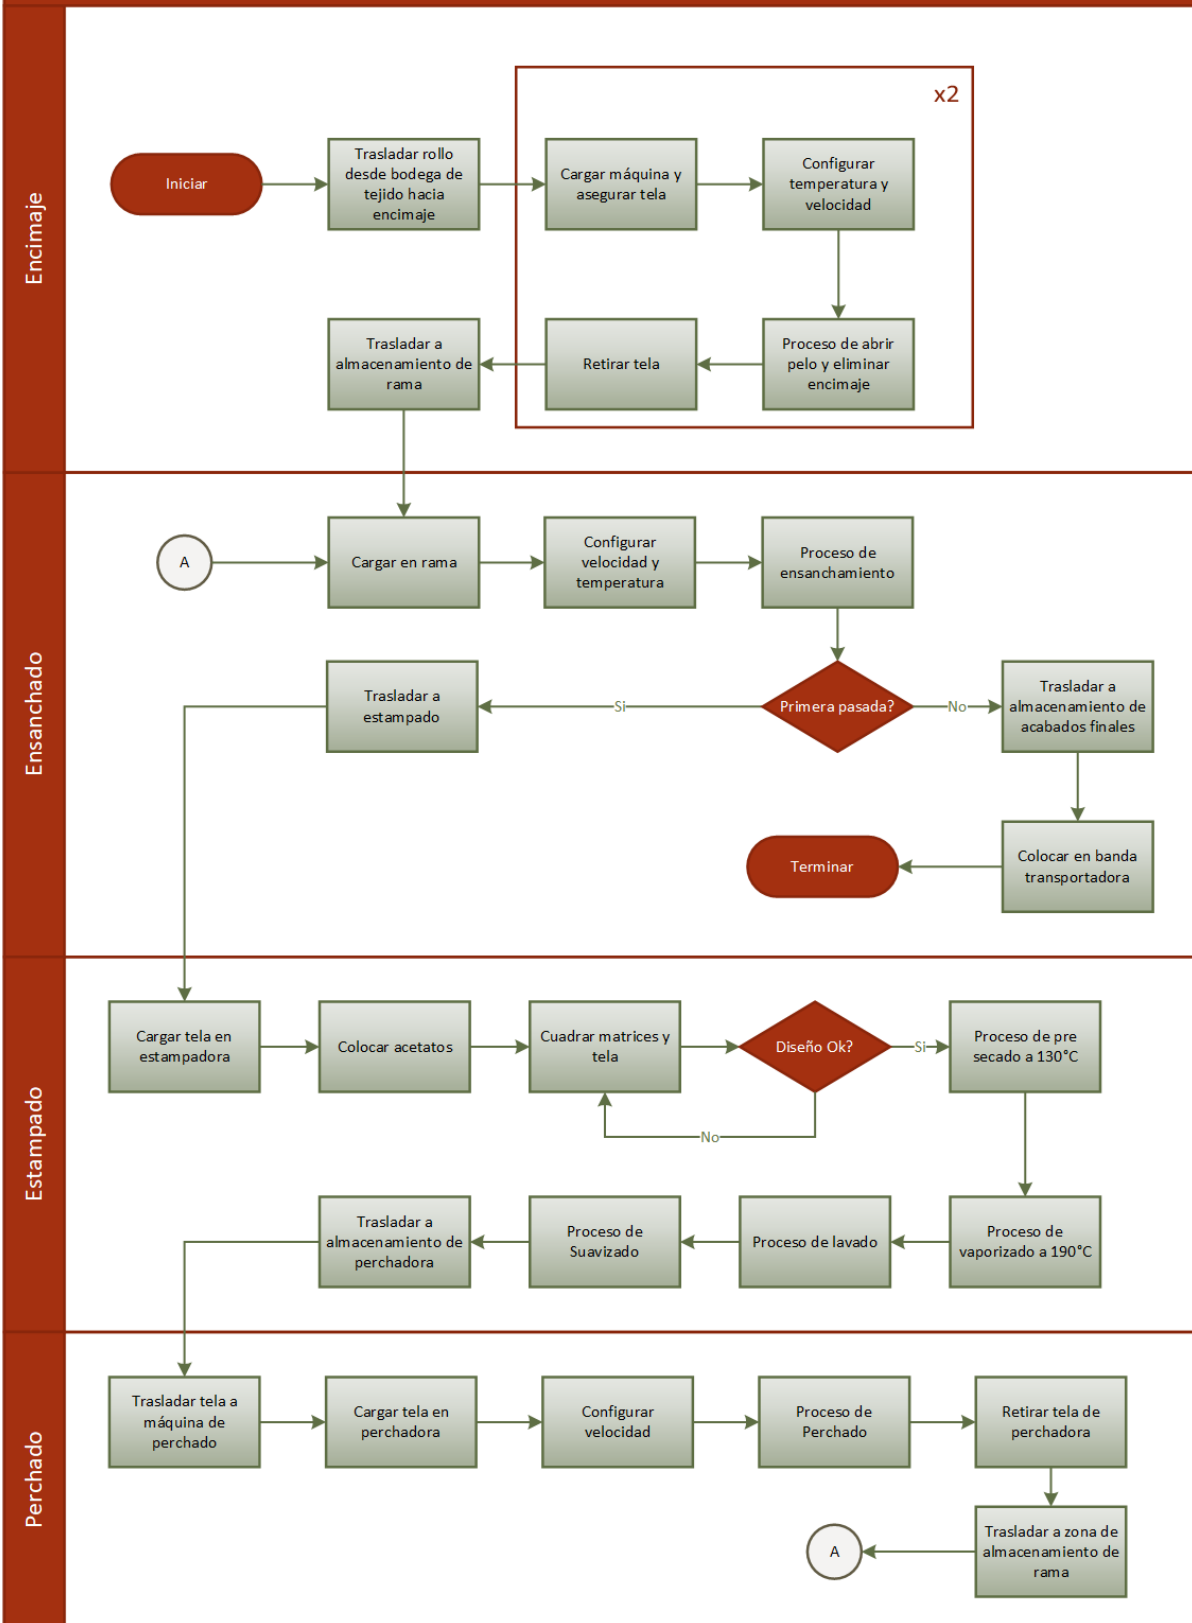 Encimaje
x2
Iniciar
Trasladar rollo
desde bodega de
tejido hacia
encimaje
Cargar máquina y
asegurar tela
Configurar
temperatura y
velocidad
Trasladar a
almacenamiento de
rama
Retirar tela
Proceso de abrir
pelo y eliminar
encimaje
Ensanchado
A
Cargar en rama
Configurar
velocidad y
temperatura
Proceso de
ensanchamiento
Trasladar a
estampado
Si
Primera pasada?
No
Trasladar a
almacenamiento de
acabados finales
Terminar
Colocar en banda
transportadora
Estampado
Cargar tela en
estampadora
Colocar acetatos
Cuadrar matrices y
tela
Diseño Ok?
Si
Proceso de pre
secado a 130°C
No
Trasladar a
almacenamiento de
perchadora
Proceso de
Suavizado
Proceso de lavado
Proceso de
vaporizado a 190°C
Perchado
Trasladar tela a
máquina de
perchado
Cargar tela en
perchadora
Configurar
velocidad
Proceso de
Perchado
Retirar tela de
perchadora
A
Trasladar a zona de
almacenamiento de
rama